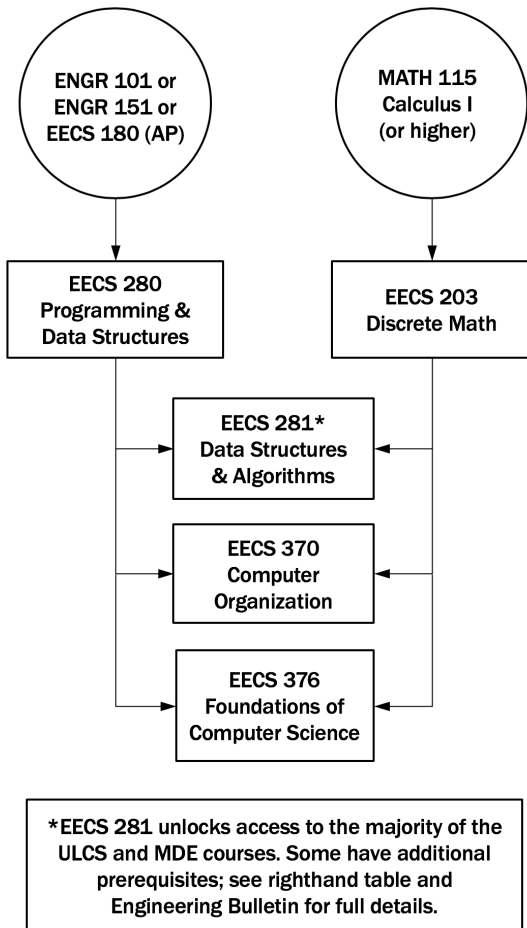 ENGR 101 or
ENGR 151 or
EECS 180 (AP)
MATH 115
Calculus I
(or higher)
EECS 280
Programming &
Data Structures
EECS 203
Discrete Math
EECS 281*
Data Structures
& Algorithms
EECS 370
Computer
Organization
EECS 376
Foundations of
Computer Science
*EECS 281 unlocks access to the majority of the
ULCS and MDE courses. Some have additional
prerequisites; see righthand table and
Engineering Bulletin for full details.